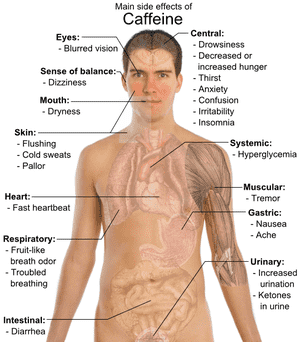 Main side effects of
Caffeine
Eyes:
- Blurred vision
Sense of balance:
- Dizziness
Mouth:
- Dryness
Skin:
- Flushing
- Cold sweats
- Pallor
Heart:
- Fast heartbeat
Respiratory:
- Fruit-like
breath odor
- Troubled
breathing
Intestinal:
- Diarrhea
Central:
- Drowsiness
- Decreased or
increased hunger
- Thirst
- Anxiety
- Confusion
- Irritability
- Insomnia
Systemic:
- Hyperglycemia
Muscular:
- Tremor
Gastric:
- Nausea
- Ache
Urinary:
- Increased
urination
- Ketones
in urine